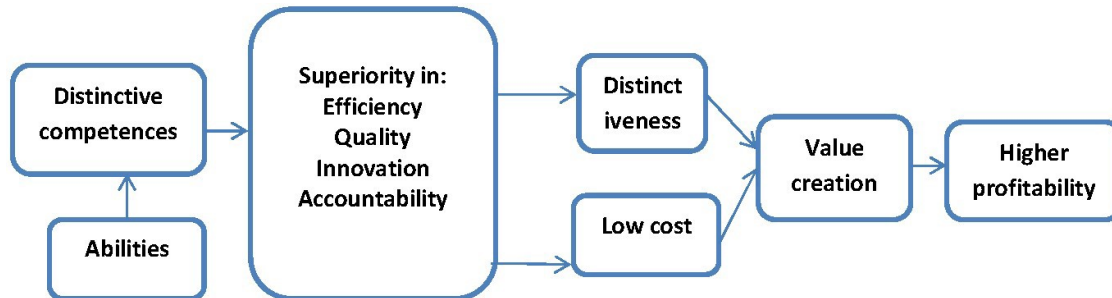 Distinctive
competences
Abilities
Superiority in:
Efficiency
Quality
Innovation
Accountability
Distinct
iveness
Low cost
Value
creation
Higher
profitability